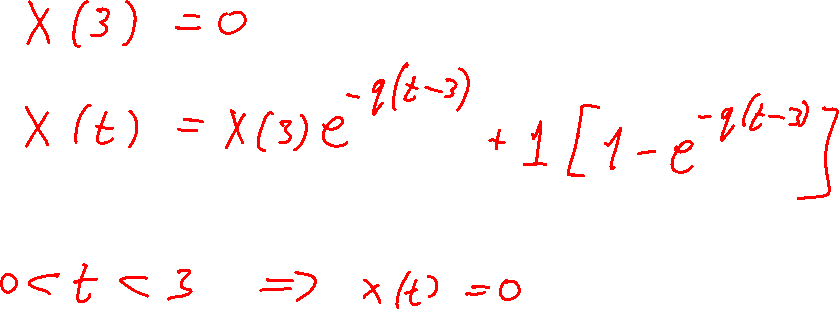 X(3) = 0
X(t) = X(3)e^{-q(t-3)} + 1[1-e^{-q(t-3)}]
0<t<3 => x(t) = 0